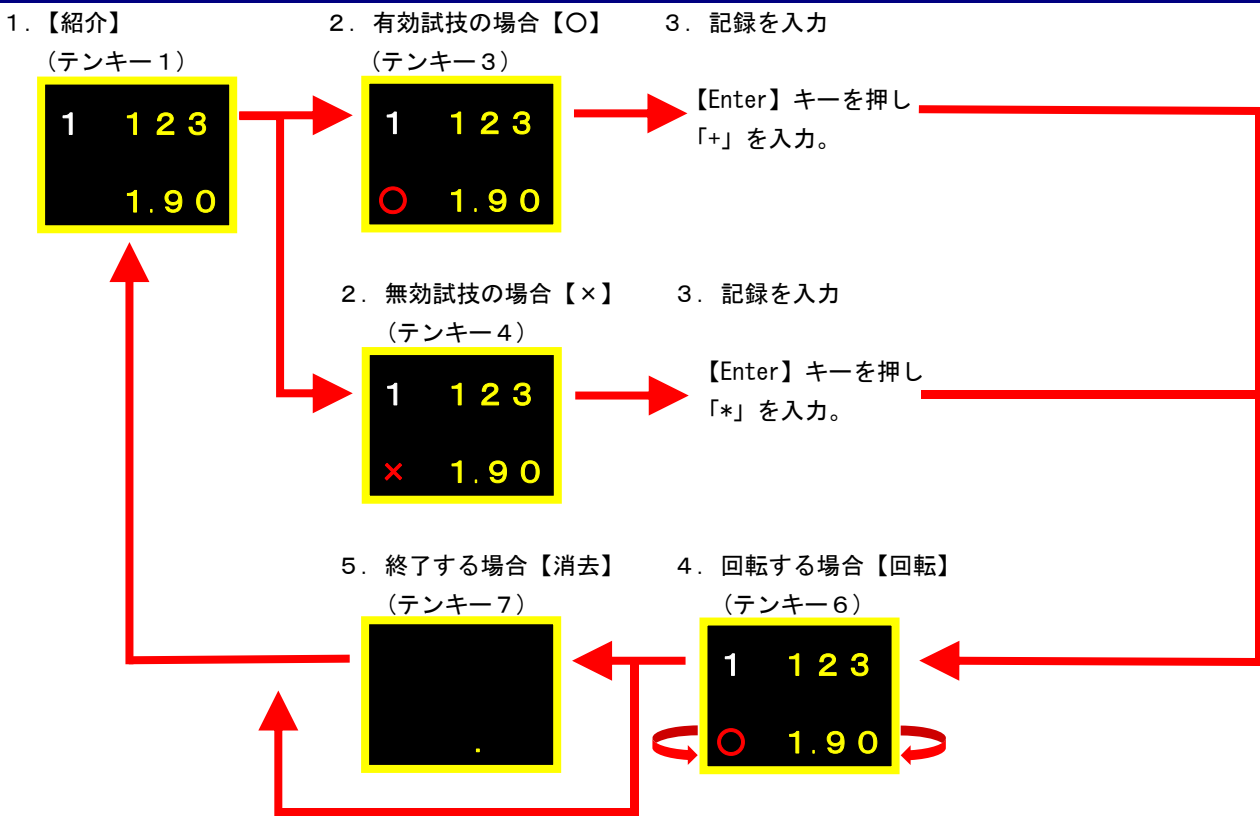 １．【紹介】
（テンキー１）
１ １２３
１.９０
２．有効試技の場合【〇】
（テンキー３）
１ １２３
〇 １.９０
３．記録を入力
【Enter】キーを押し
「+」を入力。
２．無効試技の場合【×】
（テンキー４）
１ １２３
× １.９０
３．記録を入力
【Enter】キーを押し
「*」を入力。
５．終了する場合【消去】
（テンキー７）
.
４．回転する場合【回転】
（テンキー６）
１ １２３
〇 １.９０